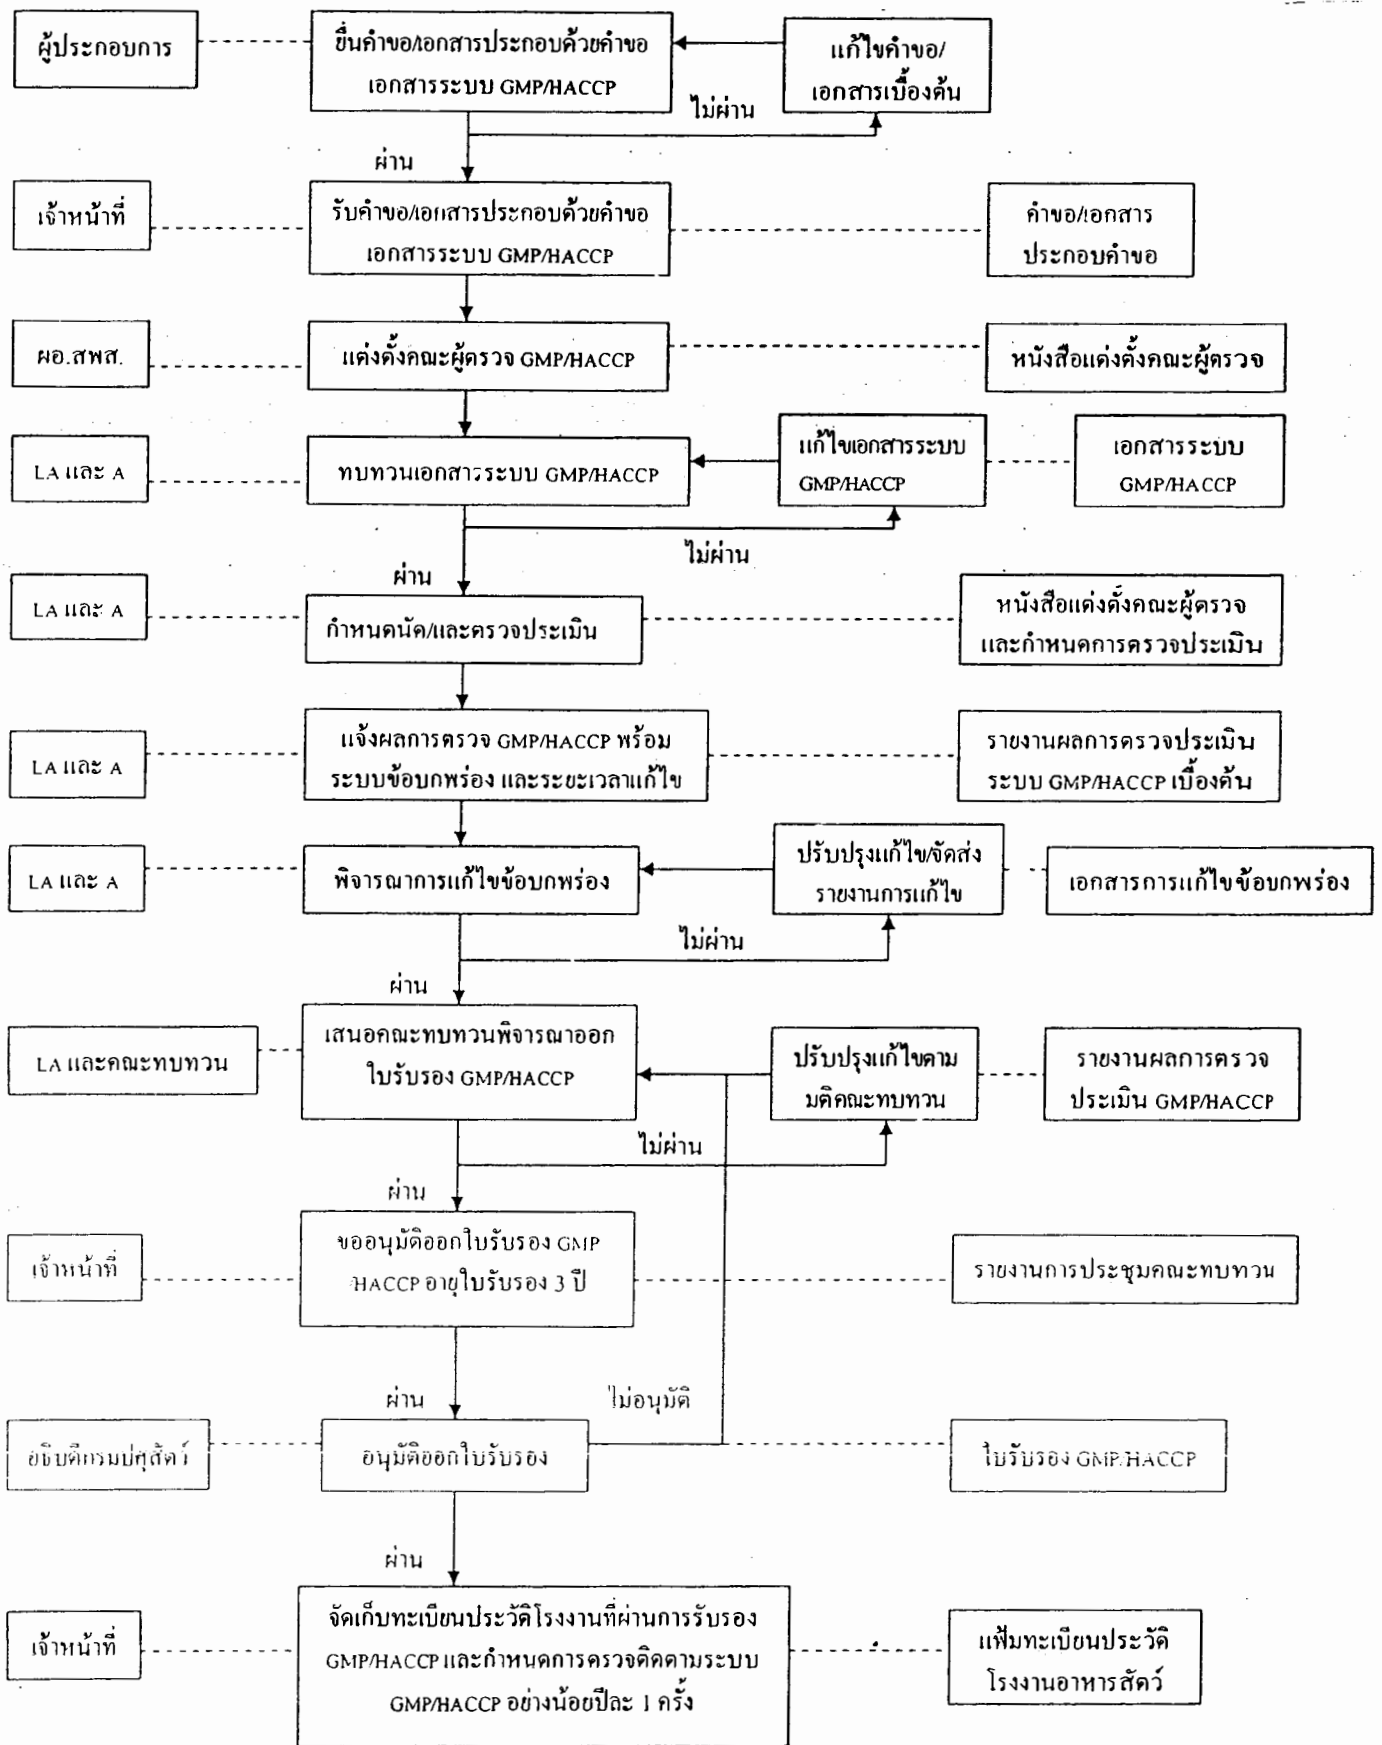 ผู้ประกอบการ
ยื่นคำขอ/เอกสารประกอบด้วยคำขอ
เอกสารระบบ GMP/HACCP
แก้ไขคำขอ/
เอกสารเบื้องต้น
ไม่ผ่าน
ผ่าน
เจ้าหน้าที่
รับคำขอ/เอกสารประกอบด้วยคำขอ
เอกสารระบบ GMP/HACCP
คำขอ/เอกสาร
ประกอบคำขอ
ผอ.สพส.
แต่งตั้งคณะผู้ตรวจ GMP/HACCP
หนังสือแต่งตั้งคณะผู้ตรวจ
LA และ A
ทบทวนเอกสารระบบ GMP/HACCP
แก้ไขเอกสารระบบ
GMP/HACCP
เอกสารระบบ
GMP/HACCP
ไม่ผ่าน
ผ่าน
LA และ A
กำหนดนัด/และตรวจประเมิน
หนังสือแต่งตั้งคณะผู้ตรวจ
และกำหนดการตรวจประเมิน
LA และ A
แจ้งผลการตรวจ GMP/HACCP พร้อม
ระบบข้อบกพร่อง และระยะเวลาแก้ไข
รายงานผลการตรวจประเมิน
ระบบ GMP/HACCP เบื้องต้น
LA และ A
พิจารณาการแก้ไขข้อบกพร่อง
ปรับปรุงแก้ไข/จัดส่ง
รายงานการแก้ไข
เอกสารการแก้ไขข้อบกพร่อง
ไม่ผ่าน
ผ่าน
LA และคณะทบทวน
เสนอคณะทบทวนพิจารณาออก
ใบรับรอง GMP/HACCP
ปรับปรุงแก้ไขตาม
มติคณะทบทวน
รายงานผลการตรวจ
ประเมิน GMP/HACCP
ไม่ผ่าน
ผ่าน
เจ้าหน้าที่
ขออนุมัติออกใบรับรอง GMP
HACCP อายุใบรับรอง 3 ปี
รายงานการประชุมคณะทบทวน
ผ่าน
ไม่อนุมัติ
อธิบดีกรมปศุสัตว์
อนุมัติออกใบรับรอง
ใบรับรอง GMP/HACCP
ผ่าน
เจ้าหน้าที่
จัดเก็บทะเบียนประวัติโรงงานที่ผ่านการรับรอง
GMP/HACCP และกำหนดการตรวจติดตามระบบ
GMP/HACCP อย่างน้อยปีละ 1 ครั้ง
แฟ้มทะเบียนประวัติ
โรงงานอาหารสัตว์